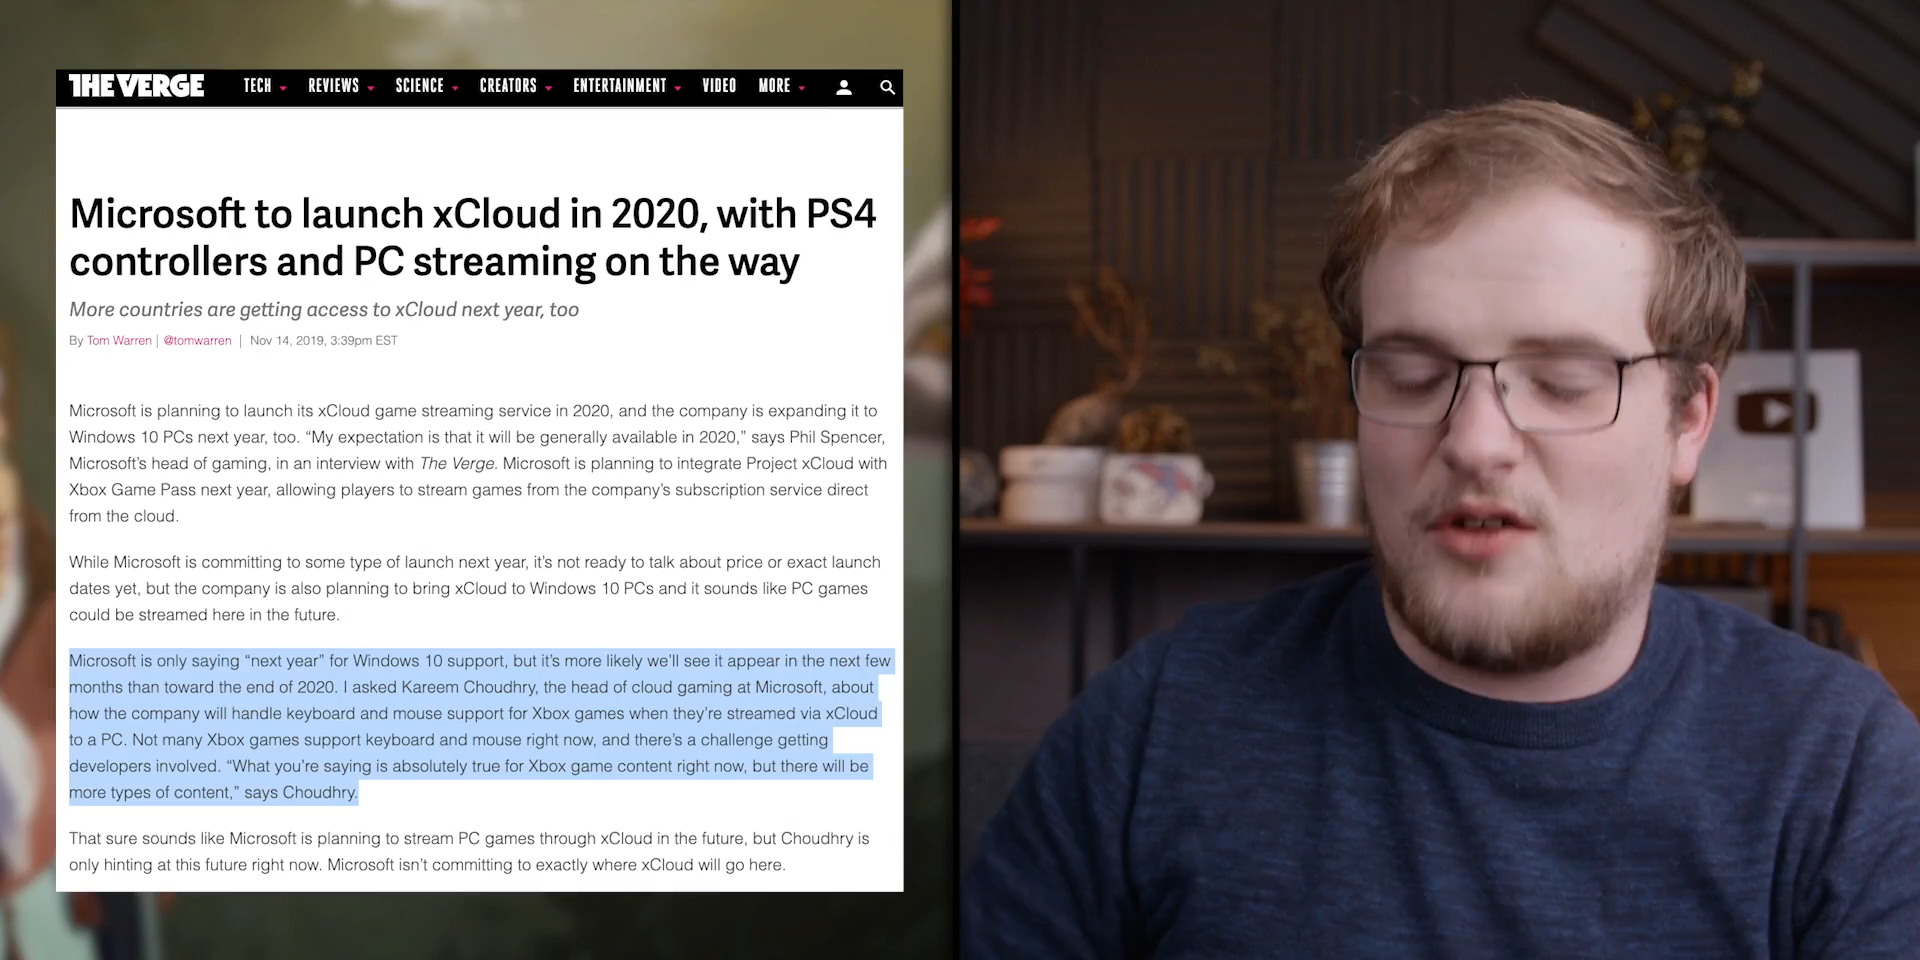 THE VERGE
TECH REVIEWS SCIENCE CREATORS ENTERTAINMENT VIDEO MORE
Microsoft to launch xCloud in 2020, with PS4
controllers and PC streaming on the way
More countries are getting access to xCloud next year, too
By Tom Warren | @tomwarren | Nov 14, 2019, 3:39pm EST
Microsoft is planning to launch its xCloud game streaming service in 2020, and the company is expanding it to
Windows 10 PCs next year, too. “My expectation is that it will be generally available in 2020,” says Phil Spencer,
Microsoft’s head of gaming, in an interview with The Verge. Microsoft is planning to integrate Project xCloud with
Xbox Game Pass next year, allowing players to stream games from the company’s subscription service direct
from the cloud.
While Microsoft is committing to some type of launch next year, it’s not ready to talk about price or exact launch
dates yet, but the company is also planning to bring xCloud to Windows 10 PCs and it sounds like PC games
could be streamed here in the future.
Microsoft is only saying “next year” for Windows 10 support, but it’s more likely we’ll see it appear in the next few
months than toward the end of 2020. I asked Kareem Choudhry, the head of cloud gaming at Microsoft, about
how the company will handle keyboard and mouse support for Xbox games when they’re streamed via xCloud
to a PC. Not many Xbox games support keyboard and mouse right now, and there’s a challenge getting
developers involved. “What you’re saying is absolutely true for Xbox game content right now, but there will be
more types of content,” says Choudhry.
That sure sounds like Microsoft is planning to stream PC games through xCloud in the future, but Choudhry is
only hinting at this future right now. Microsoft isn’t committing to exactly where xCloud will go here.